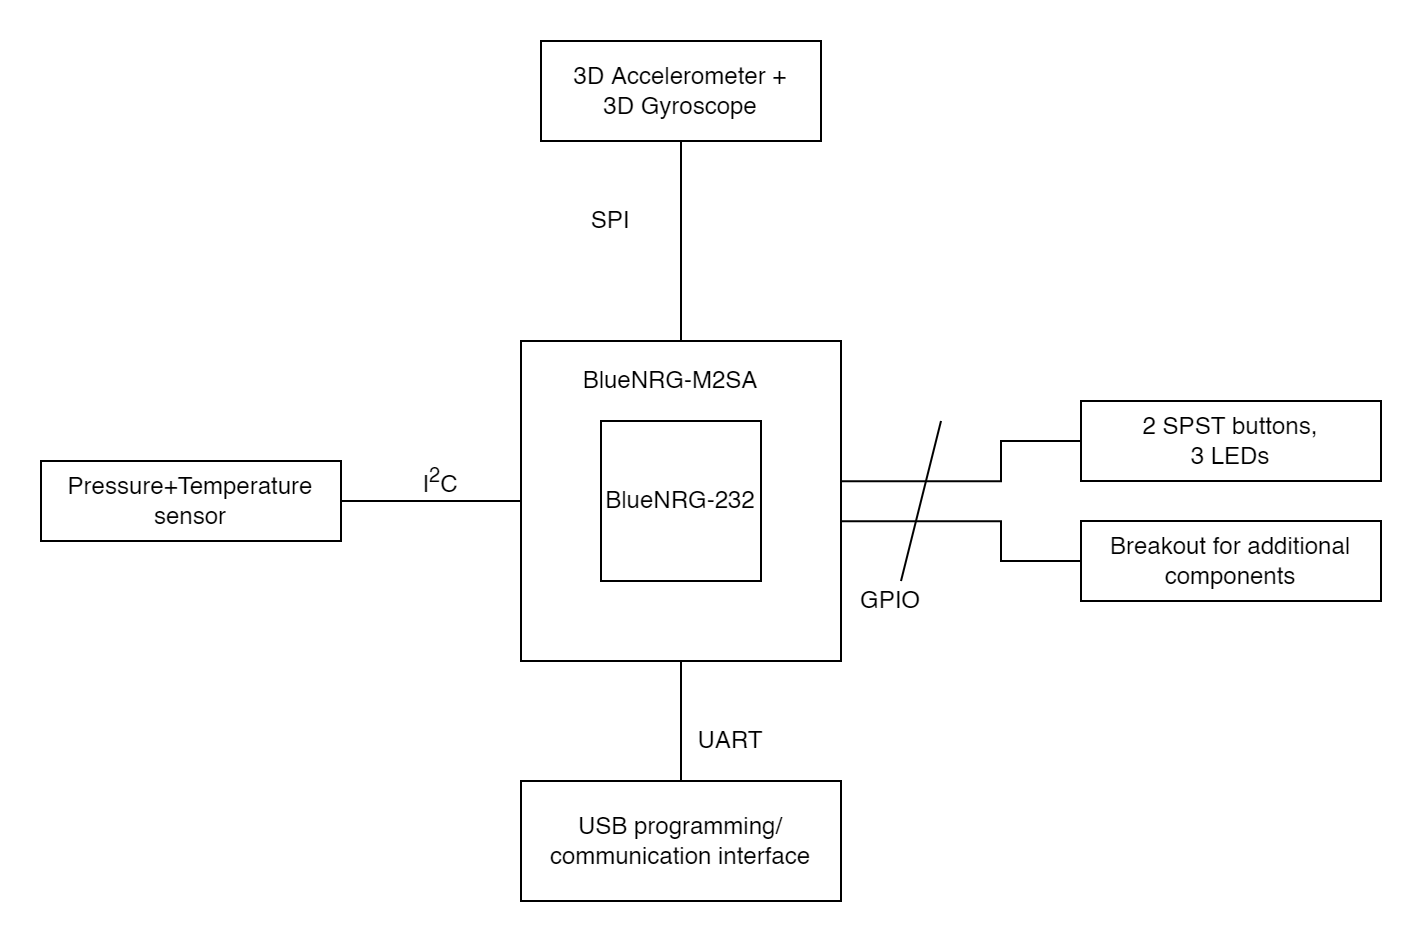 3D Accelerometer +
3D Gyroscope
SPI
BlueNRG-M2SA
BlueNRG-232
Pressure+Temperature
sensor
I²C
2 SPST buttons,
3 LEDs
Breakout for additional
components
GPIO
UART
USB programming/
communication interface